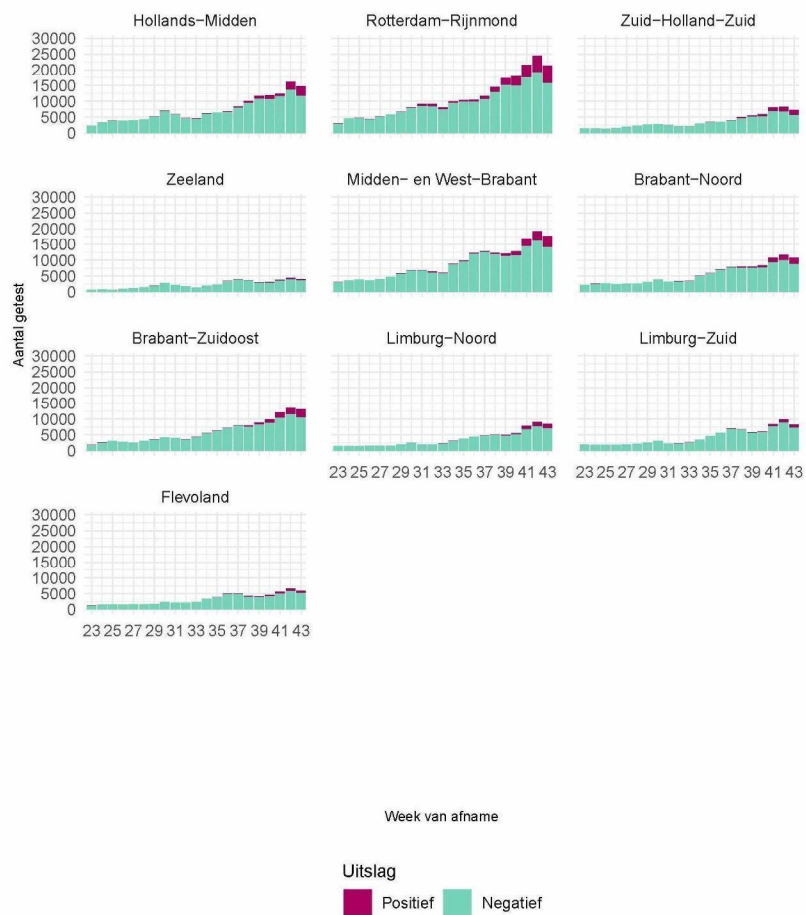 Hollands-Midden Rotterdam-Rijnmond Zuid-Holland-Zuid
30000
25000
20000
15000
10000
5000
0
Zeeland Midden- en West-Brabant Brabant-Noord
30000
25000
20000
15000
10000
5000
0
Aantal getest
Brabant-Zuidoost Limburg-Noord Limburg-Zuid
30000
25000
20000
15000
10000
5000
0
23 25 27 29 31 33 35 37 39 41 43 23 25 27 29 31 33 35 37 39 41 43
Flevoland
30000
25000
20000
15000
10000
5000
0
23 25 27 29 31 33 35 37 39 41 43
Week van afname
Uitslag
Positief Negatief